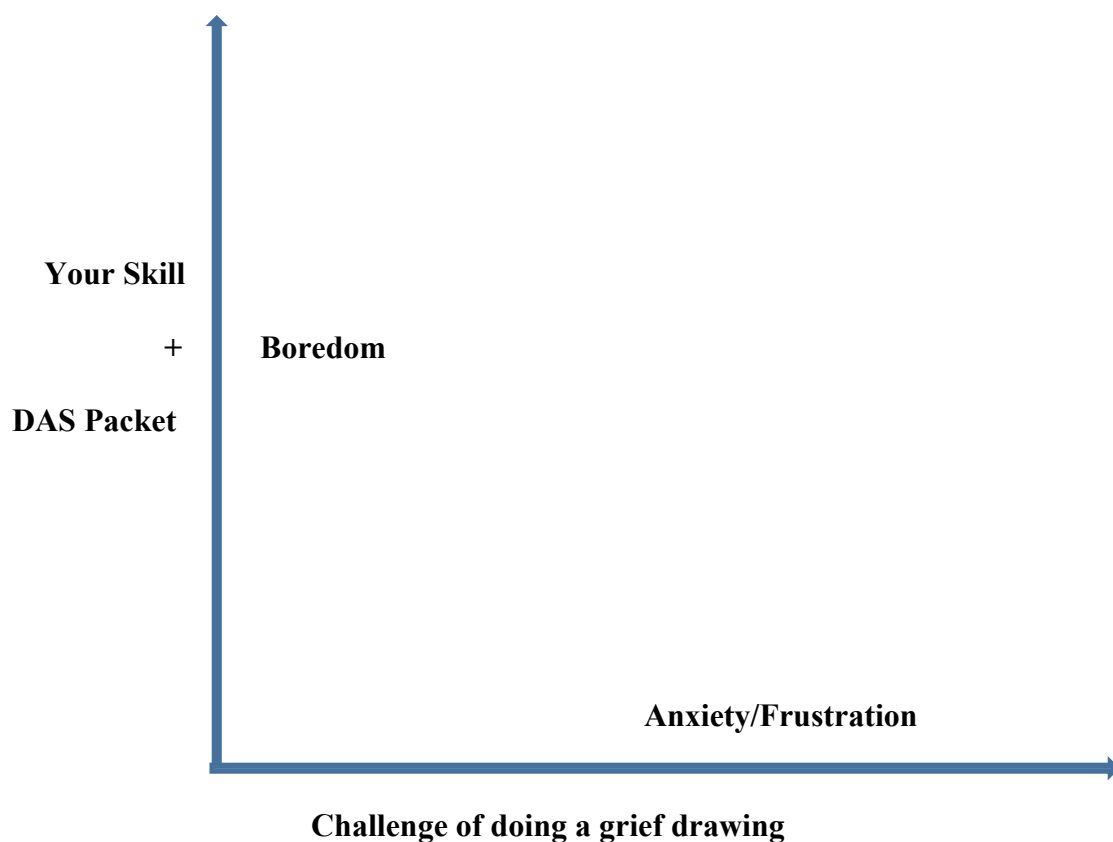 Your Skill
+
DAS Packet
Boredom
Anxiety/Frustration
Challenge of doing a grief drawing